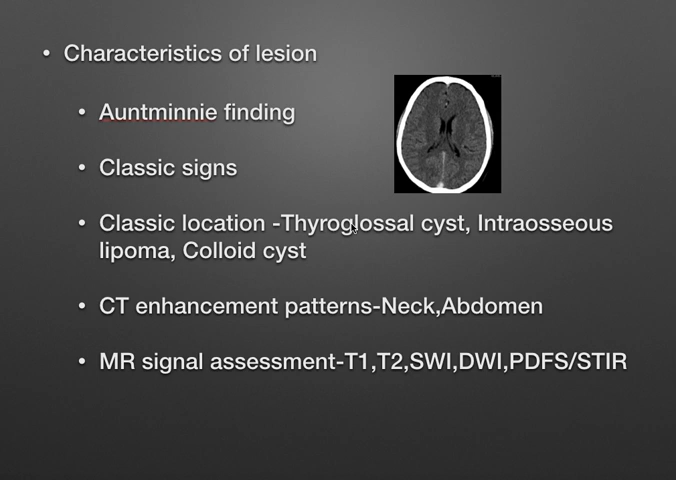 • Characteristics of lesion
• Auntminnie finding
• Classic signs
• Classic location -Thyroglossal cyst, Intraosseous
lipoma, Colloid cyst
• CT enhancement patterns-Neck,Abdomen
• MR signal assessment-T1,T2,SWI,DWI,PDFS/STIR